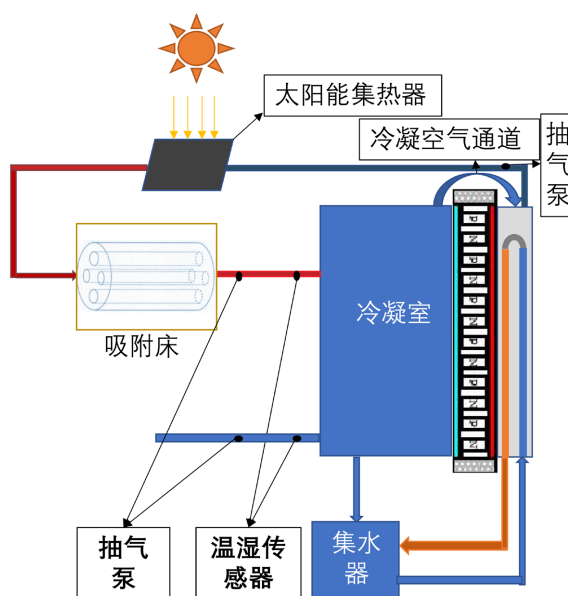 太阳能集热器
冷凝空气通道
抽
气
泵
冷凝室
吸附床
抽气
泵
温湿传
感器
集水
器